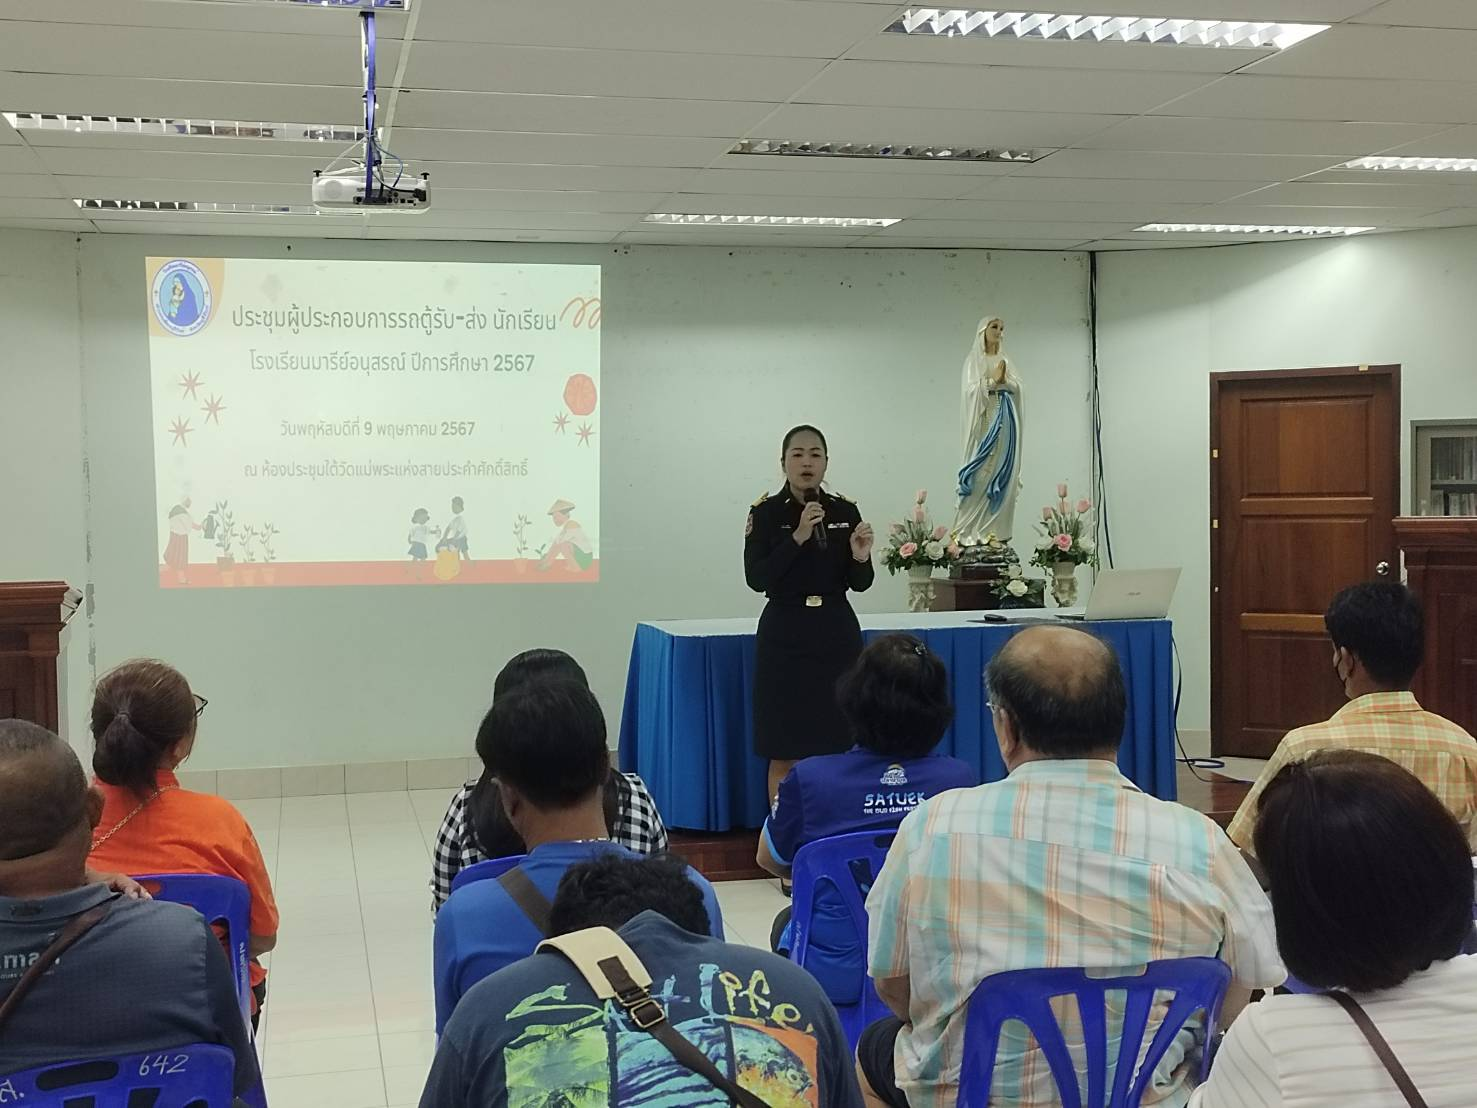 ประชุมผู้ประกอบการรถตู้รับ-ส่ง นักเรียน
โรงเรียนมารีย์อนุสรณ์ ปีการศึกษา 2567
วันพฤหัสบดีที่ 9 พฤษภาคม 2567
ณ ห้องประชุมใต้วัดแม่พระแห่งสายประคำศักดิ์สิทธิ์
ASUS
SATUEK
642